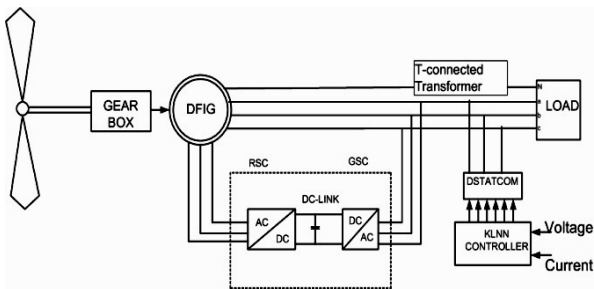 T-connected
Transformer
GEAR
BOX
DFIG
N
a
b
c
LOAD
RSC
GSC
DC-LINK
AC
DC
DC
AC
DSTATCOM
KLNN
CONTROLLER
Voltage
Current